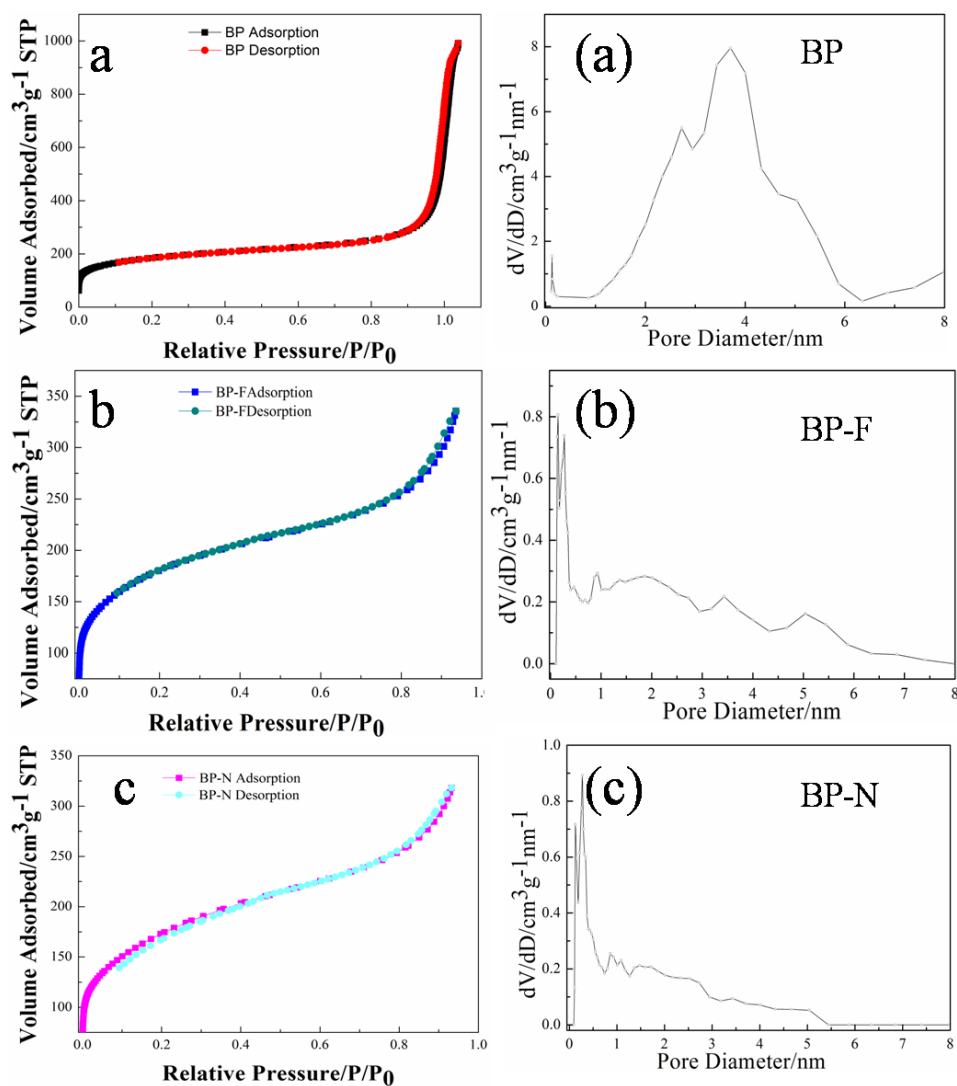 a
BP Adsorption
BP Desorption
Volume Adsorbed/cm³g⁻¹ STP
1000
800
600
400
200
0
0.0 0.2 0.4 0.6 0.8 1.0
Relative Pressure/P/P₀
(a)
BP
dV/dD/cm³g⁻¹nm⁻¹
8
6
4
2
0
0 2 4 6 8
Pore Diameter/nm
b
BP-FAdsorption
BP-FDesorption
Volume Adsorbed/cm³g⁻¹ STP
350
325
300
275
250
225
200
175
150
125
100
0.0 0.2 0.4 0.6 0.8 1.0
Relative Pressure/P/P₀
(b)
BP-F
dV/dD/cm³g⁻¹nm⁻¹
0.8
0.6
0.4
0.2
0.0
0 1 2 3 4 5 6 7 8
Pore Diameter/nm
c
BP-N Adsorption
BP-N Desorption
Volume Adsorbed/cm³g⁻¹ STP
350
300
250
200
150
100
0.0 0.2 0.4 0.6 0.8 1.0
Relative Pressure/P/P₀
(c)
BP-N
dV/dD/cm³g⁻¹nm⁻¹
1.0
0.8
0.6
0.4
0.2
0.0
0 1 2 3 4 5 6 7 8
Pore Diameter/nm